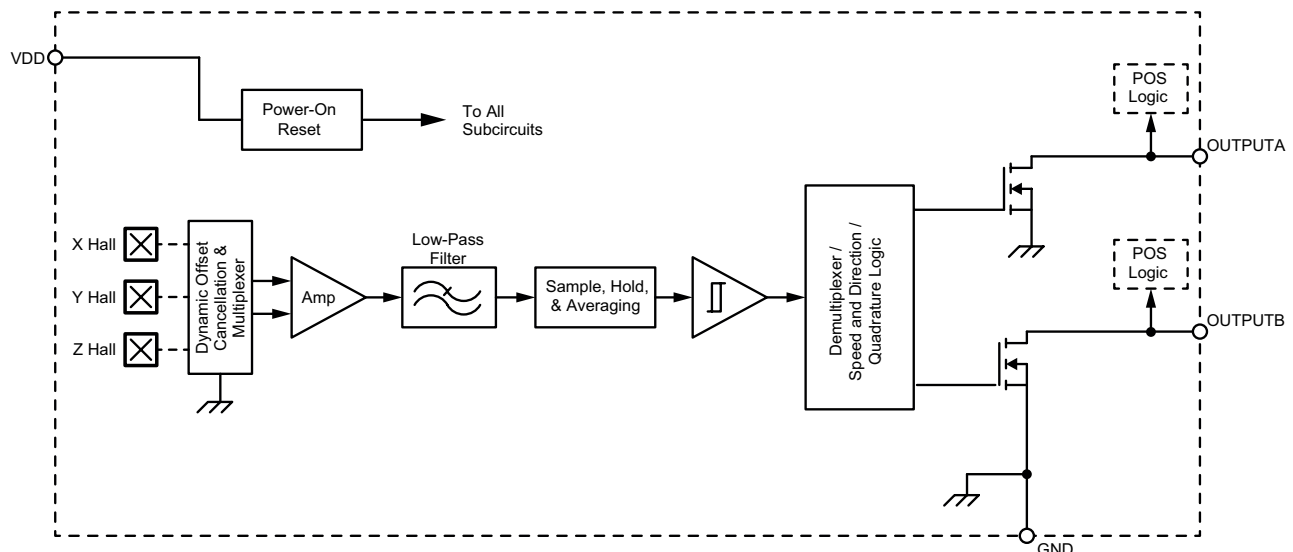 VDD
Power-On
Reset
To All
Subcircuits
POS
Logic
OUTPUTA
X Hall
Y Hall
Z Hall
Dynamic Offset
Cancellation &
Multiplexer
Amp
Low-Pass
Filter
Sample, Hold,
& Averaging
Demultiplexer /
Speed and Direction /
Quadrature Logic
POS
Logic
OUTPUTB
GND